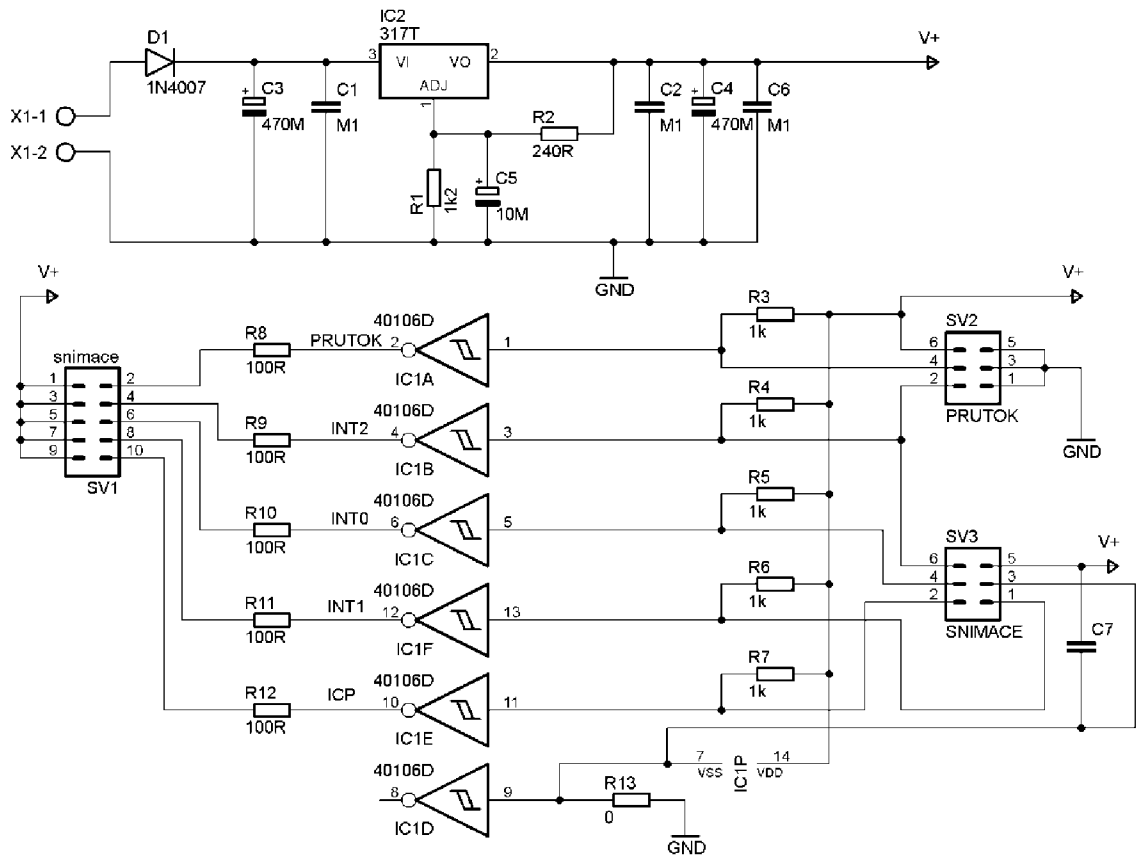 IC2
317T
D1
1N4007
3 VI VO 2
ADJ
1
V+
X1-1
X1-2
+ C3
470M
C1
M1
R2
240R
C2
M1
+ C4
470M
C6
M1
R1
1k2
+ C5
10M
GND
V+
V+
snimace
1 2
3 4
5 6
7 8
9 10
SV1
R8
100R
PRUTOK
40106D
2 1
IC1A
R3
1k
SV2
6 5
4 3
2 1
PRUTOK
GND
R9
100R
INT2
40106D
4 3
IC1B
R4
1k
R10
100R
INT0
40106D
6 5
IC1C
R5
1k
SV3
6 5
4 3
2 1
SNIMACE
V+
C7
R11
100R
INT1
40106D
12 13
IC1F
R6
1k
R12
100R
ICP
40106D
10 11
IC1E
R7
1k
40106D
8 9
IC1D
7 14
VSS VDD
IC1P
R13
0
GND